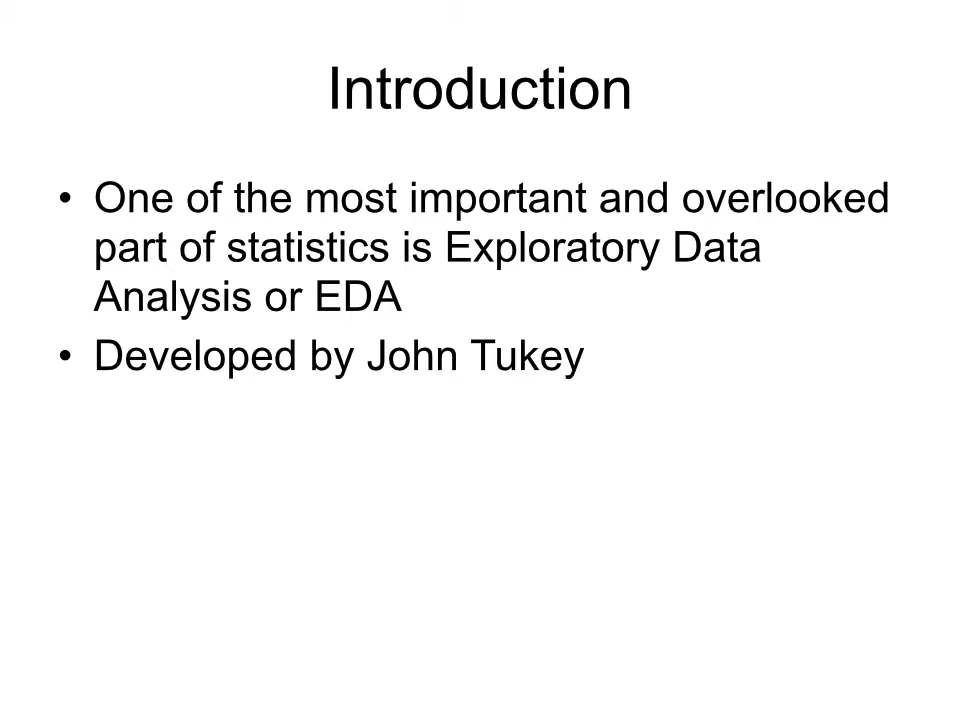 Introduction
• One of the most important and overlooked
part of statistics is Exploratory Data
Analysis or EDA
• Developed by John Tukey